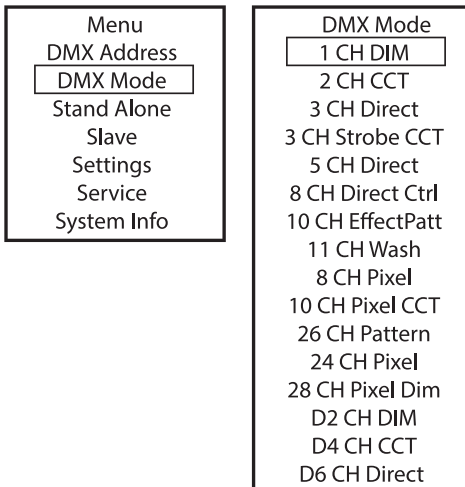 Menu
DMX Address
DMX Mode
Stand Alone
Slave
Settings
Service
System Info
DMX Mode
1 CH DIM
2 CH CCT
3 CH Direct
3 CH Strobe CCT
5 CH Direct
8 CH Direct Ctrl
10 CH EffectPatt
11 CH Wash
8 CH Pixel
10 CH Pixel CCT
26 CH Pattern
24 CH Pixel
28 CH Pixel Dim
D2 CH DIM
D4 CH CCT
D6 CH Direct